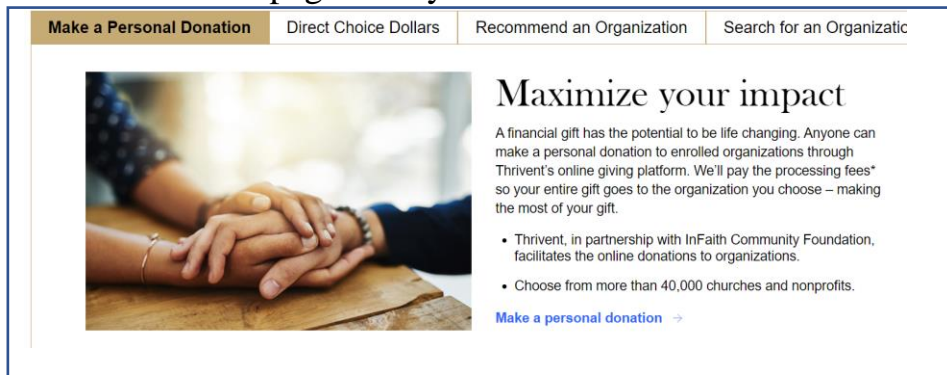 Make a Personal Donation Direct Choice Dollars Recommend an Organization Search for an
Maximize your impact
A financial gift has the potential to be life changing. Anyone can
make a personal donation to enrolled organizations through
Thrivent's online giving platform. We'll pay the processing fees*
so your entire gift goes to the organization you choose – making
the most of your gift.
• Thrivent, in partnership with InFaith Community Foundation,
facilitates the online donations to organizations.
• Choose from more than 40,000 churches and nonprofits.
Make a personal donation →